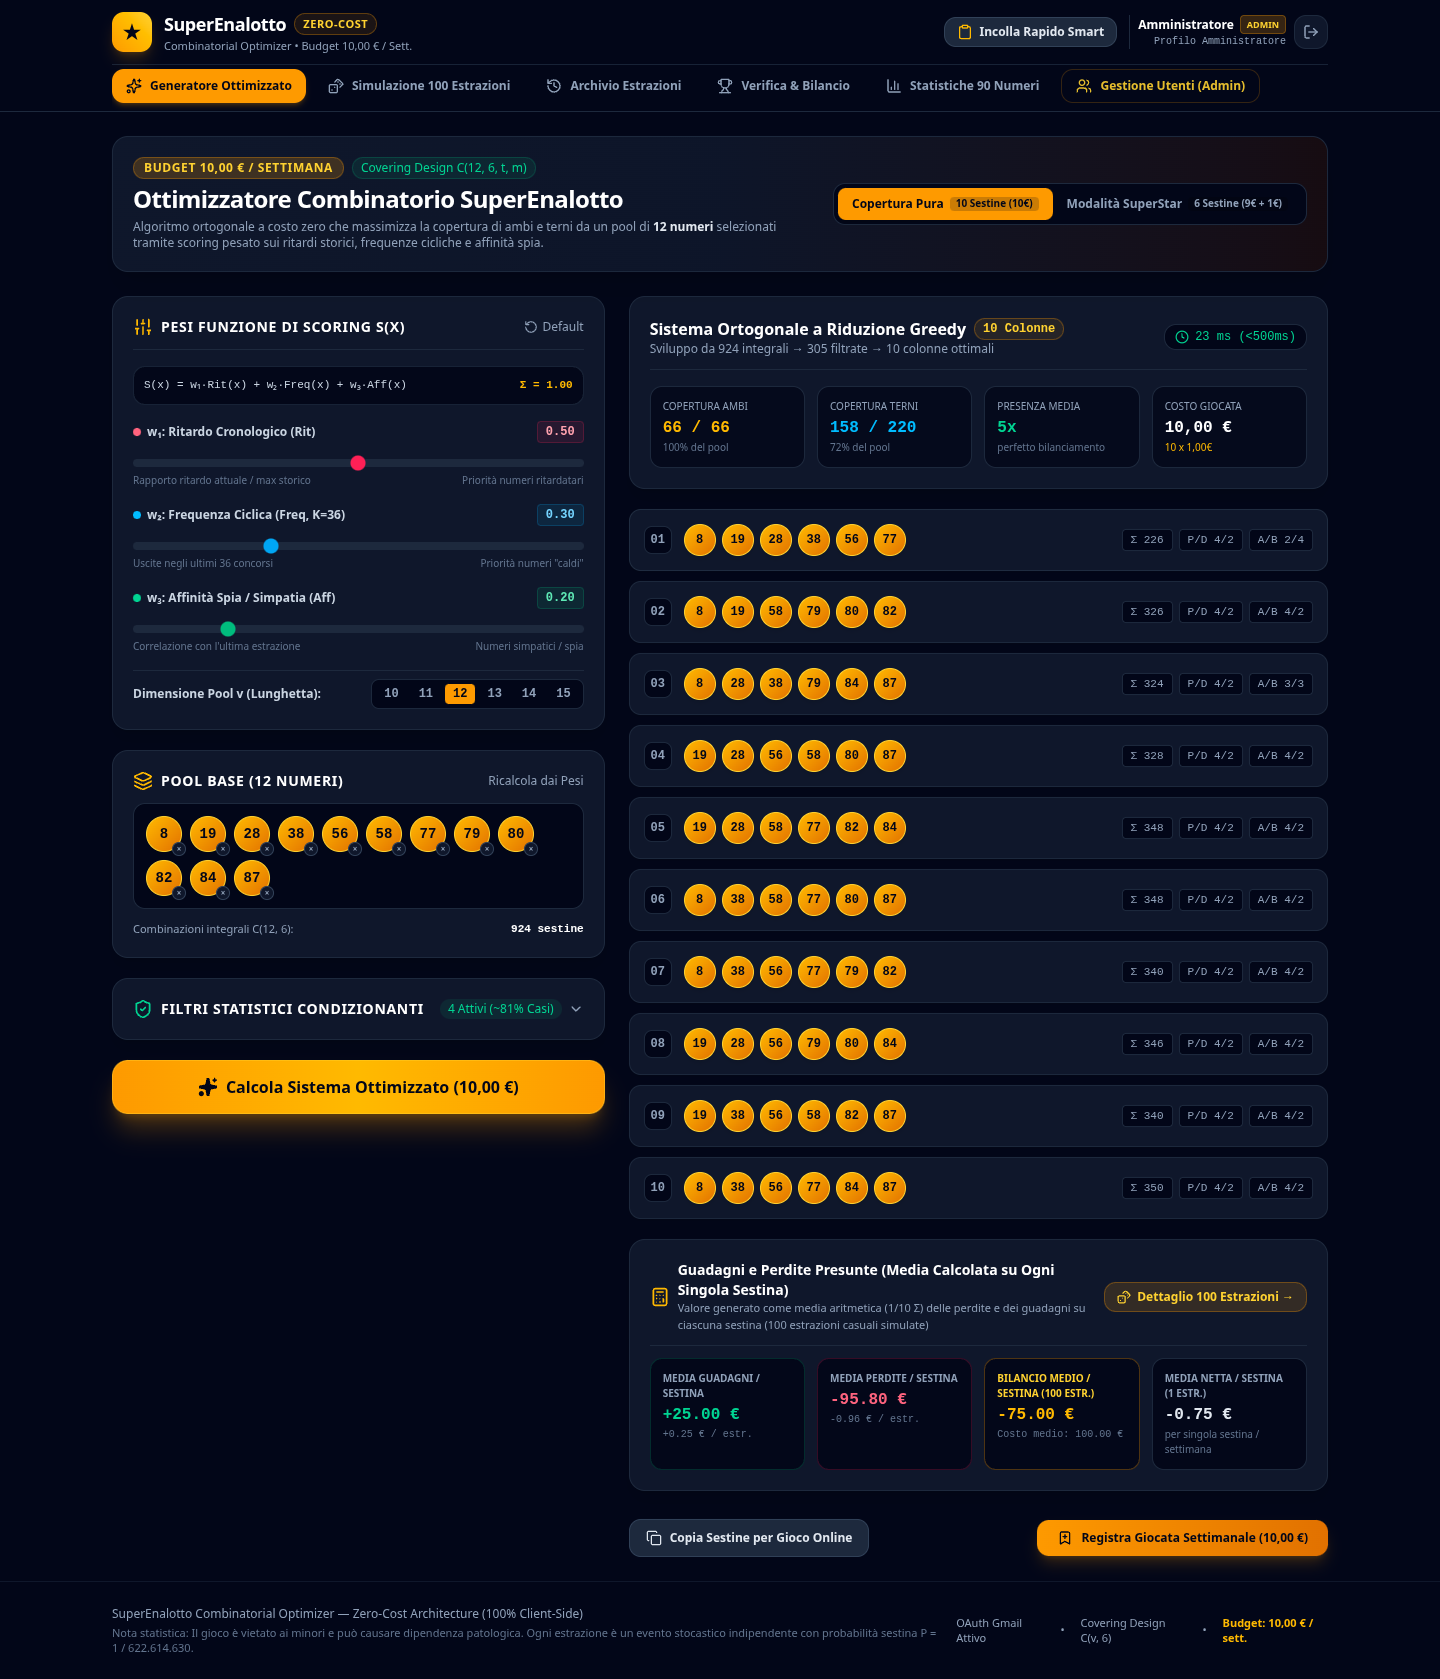 SuperEnalotto ZERO-COST
Combinatorial Optimizer • Budget 10,00 € / Sett.
Incolla Rapido Smart
Amministratore ADMIN
Profilo Amministratore
Generatore Ottimizzato
Simulazione 100 Estrazioni
Archivio Estrazioni
Verifica & Bilancio
Statistiche 90 Numeri
Gestione Utenti (Admin)
BUDGET 10,00 € / SETTIMANA
Covering Design C(12, 6, t, m)
Ottimizzatore Combinatorio SuperEnalotto
Algoritmo ortogonale a costo zero che massimizza la copertura di ambi e terni da un pool di 12 numeri selezionati
tramite scoring pesato sui ritardi storici, frequenze cicliche e affinità spia.
Copertura Pura 10 Sestine (10€)
Modalità SuperStar 6 Sestine (9€ + 1€)
PESI FUNZIONE DI SCORING S(X)
Default
S(x) = w₁·Rit(x) + w₂·Freq(x) + w₃·Aff(x)
Σ = 1.00
w₁: Ritardo Cronologico (Rit)
0.50
Rapporto ritardo attuale / max storico
Priorità numeri ritardatari
w₂: Frequenza Ciclica (Freq, K=36)
0.30
Uscite negli ultimi 36 concorsi
Priorità numeri "caldi"
w₃: Affinità Spia / Simpatia (Aff)
0.20
Correlazione con l'ultima estrazione
Numeri simpatici / spia
Dimensione Pool v (Lunghetta):
10 11 12 13 14 15
POOL BASE (12 NUMERI)
Ricalcola dai Pesi
8 × 19 × 28 × 38 × 56 × 58 × 77 × 79 × 80 ×
82 × 84 × 87 ×
Combinazioni integrali C(12, 6):
924 sestine
FILTRI STATISTICI CONDIZIONANTI
4 Attivi (~81% Casi)
Calcola Sistema Ottimizzato (10,00 €)
Sistema Ortogonale a Riduzione Greedy 10 Colonne
Sviluppo da 924 integrali → 305 filtrate → 10 colonne ottimali
23 ms (<500ms)
COPERTURA AMBI
66 / 66
100% del pool
COPERTURA TERNI
158 / 220
72% del pool
PRESENZA MEDIA
5x
perfetto bilanciamento
COSTO GIOCATA
10,00 €
10 x 1,00€
01 8 19 28 38 56 77 Σ 226 P/D 4/2 A/B 2/4
02 8 19 58 79 80 82 Σ 326 P/D 4/2 A/B 4/2
03 8 28 38 79 84 87 Σ 324 P/D 4/2 A/B 3/3
04 19 28 56 58 80 87 Σ 328 P/D 4/2 A/B 4/2
05 19 28 58 77 82 84 Σ 348 P/D 4/2 A/B 4/2
06 8 38 58 77 80 87 Σ 348 P/D 4/2 A/B 4/2
07 8 38 56 77 79 82 Σ 340 P/D 4/2 A/B 4/2
08 19 28 56 79 80 84 Σ 346 P/D 4/2 A/B 4/2
09 19 38 56 58 82 87 Σ 340 P/D 4/2 A/B 4/2
10 8 38 56 77 84 87 Σ 350 P/D 4/2 A/B 4/2
Guadagni e Perdite Presunte (Media Calcolata su Ogni
Singola Sestina)
Valore generato come media aritmetica (1/10 Σ) delle perdite e dei guadagni su
ciascuna sestina (100 estrazioni casuali simulate)
Dettaglio 100 Estrazioni →
MEDIA GUADAGNI /
SESTINA
+25.00 €
+0.25 € / estr.
MEDIA PERDITE / SESTINA
-95.80 €
-0.96 € / estr.
BILANCIO MEDIO /
SESTINA (100 ESTR.)
-75.00 €
Costo medio: 100.00 €
MEDIA NETTA / SESTINA
(1 ESTR.)
-0.75 €
per singola sestina /
settimana
Copia Sestine per Gioco Online
Registra Giocata Settimanale (10,00 €)
SuperEnalotto Combinatorial Optimizer — Zero-Cost Architecture (100% Client-Side)
Nota statistica: Il gioco è vietato ai minori e può causare dipendenza patologica. Ogni estrazione è un evento stocastico indipendente con probabilità sestina P =
1 / 622.614.630.
OAuth Gmail
Attivo
•
Covering Design
C(v, 6)
•
Budget: 10,00 € /
sett.